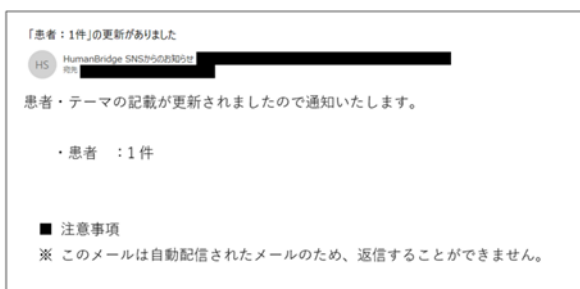 「患者：1件」の更新がありました
HS
HumanBridge SNSからのお知らせ
宛先
患者・テーマの記載が更新されましたので通知いたします。
・患者　：1件
■ 注意事項
※ このメールは自動配信されたメールのため、返信することができません。